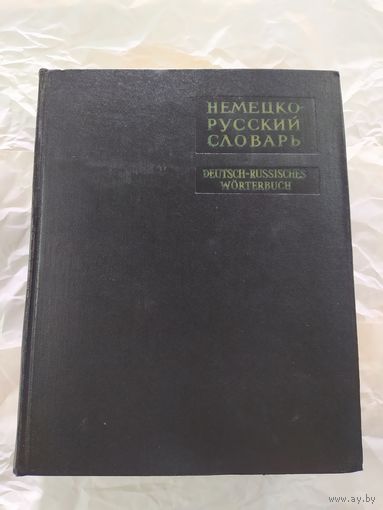 НЕМЕЦКО-
РУССКИЙ
СЛОВАРЬ
DEUTSCH-RUSSISCHES
WÖRTERBUCH
www.ay.by